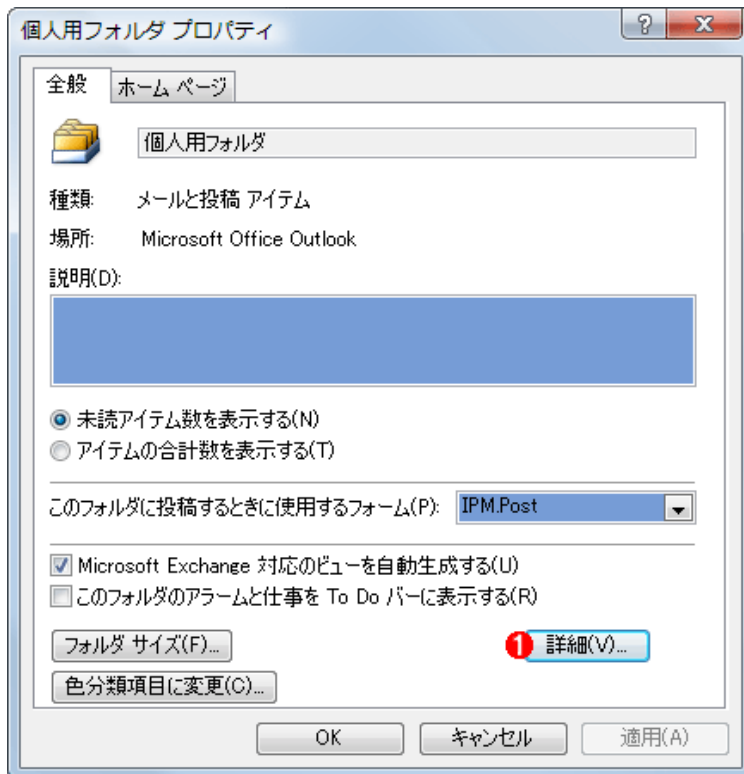 個人用フォルダ プロパティ
全般 ホーム ページ
個人用フォルダ
種類: メールと投稿 アイテム
場所: Microsoft Office Outlook
説明(D):
未読アイテム数を表示する(N)
アイテムの合計数を表示する(T)
このフォルダに投稿するときに使用するフォーム(P): IPM.Post
Microsoft Exchange 対応のビューを自動生成する(U)
このフォルダのアラームと仕事を To Do バーに表示する(R)
フォルダ サイズ(F)... 1 詳細(V)...
色分類項目に変更(C)...
OK キャンセル 適用(A)